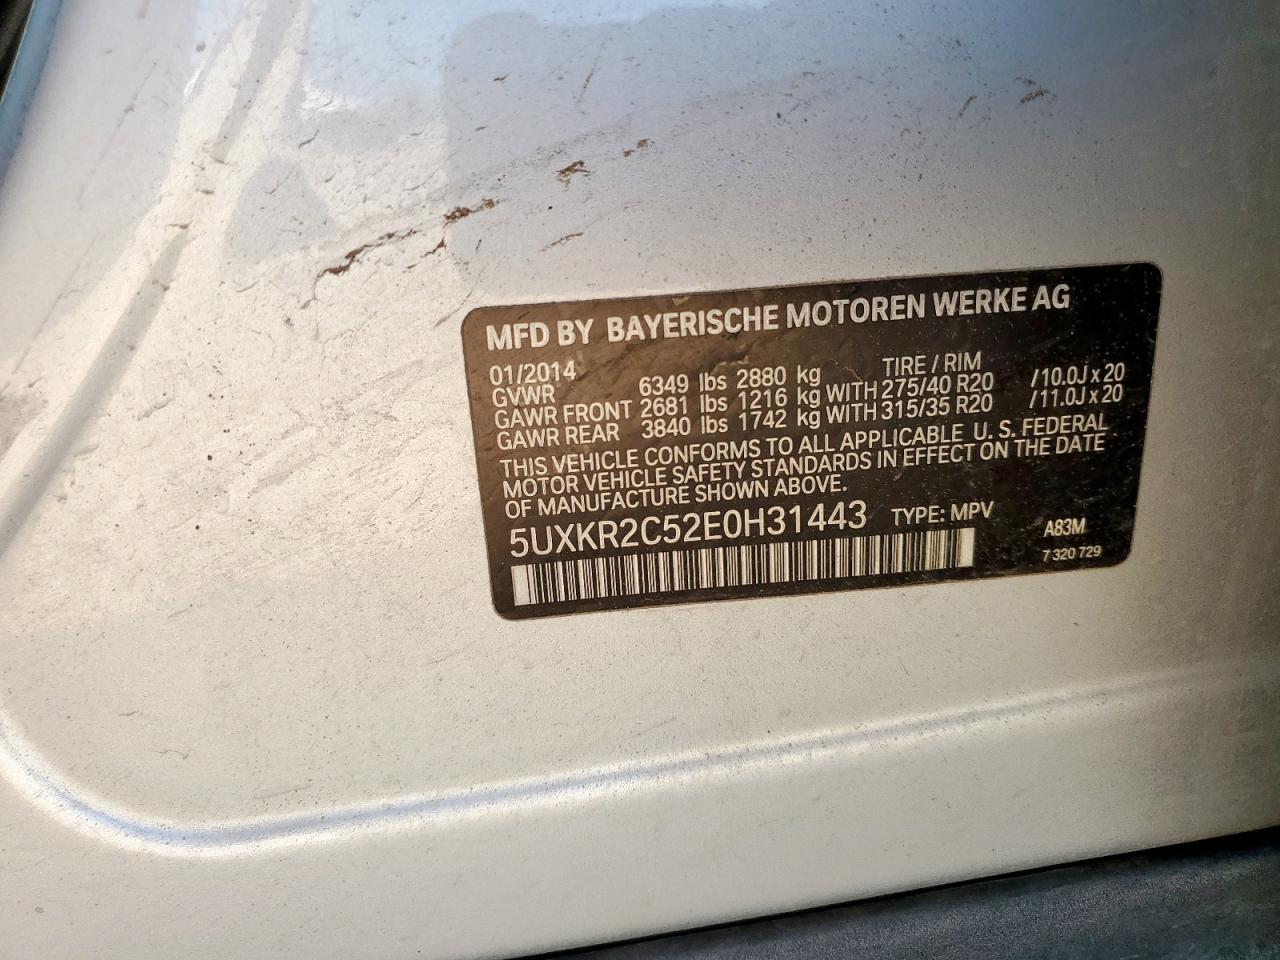 MFD BY BAYERISCHE MOTOREN WERKE AG
01/2014 TIRE / RIM
GVWR 6349 lbs 2880 kg
GAWR FRONT 2681 lbs 1216 kg WITH 275/40 R20 /10.0J x 20
GAWR REAR 3840 lbs 1742 kg WITH 315/35 R20 /11.0J x 20
THIS VEHICLE CONFORMS TO ALL APPLICABLE U. S. FEDERAL
MOTOR VEHICLE SAFETY STANDARDS IN EFFECT ON THE DATE
OF MANUFACTURE SHOWN ABOVE.
5UXKR2C52E0H31443 TYPE: MPV
A83M
7 320 729